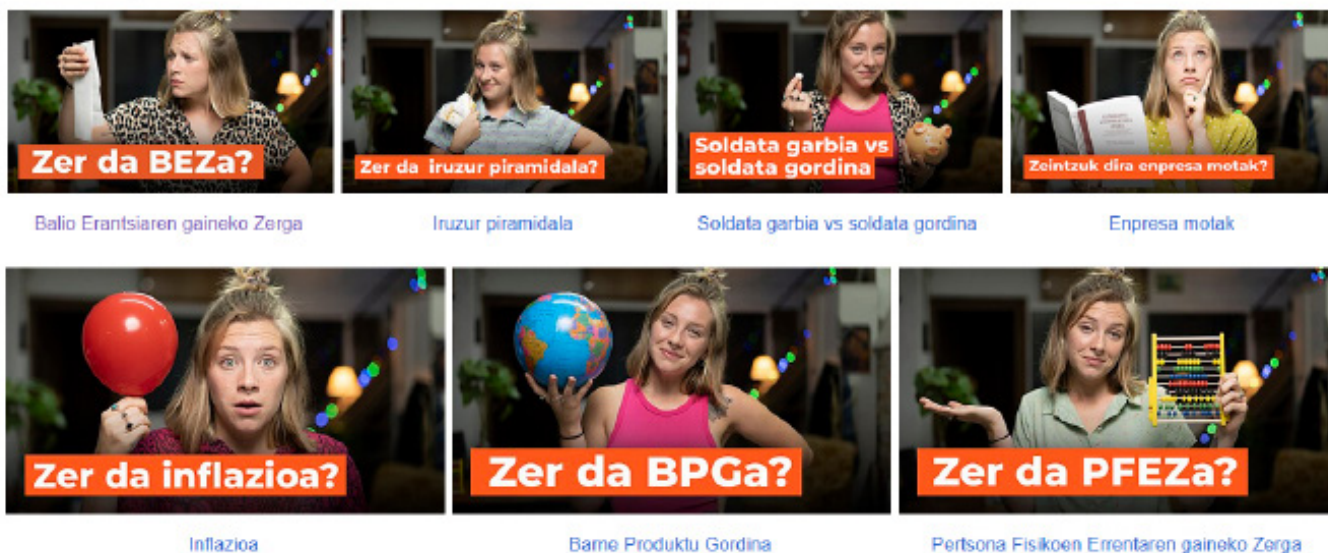 Zer da BEZa?
Zer da iruzur piramidala?
Soldata garbia vs
soldata gordina
Zeintzuk dira enpresa motak?
Balio Erantsiaren gaineko Zerga
Iruzur piramidala
Soldata garbia vs soldata gordina
Enpresa motak
Zer da inflazioa?
Zer da BPGa?
Zer da PFEZa?
Inflazioa
Barne Produktu Gordina
Pertsona Fisikoen Errentaren gaineko Zerga